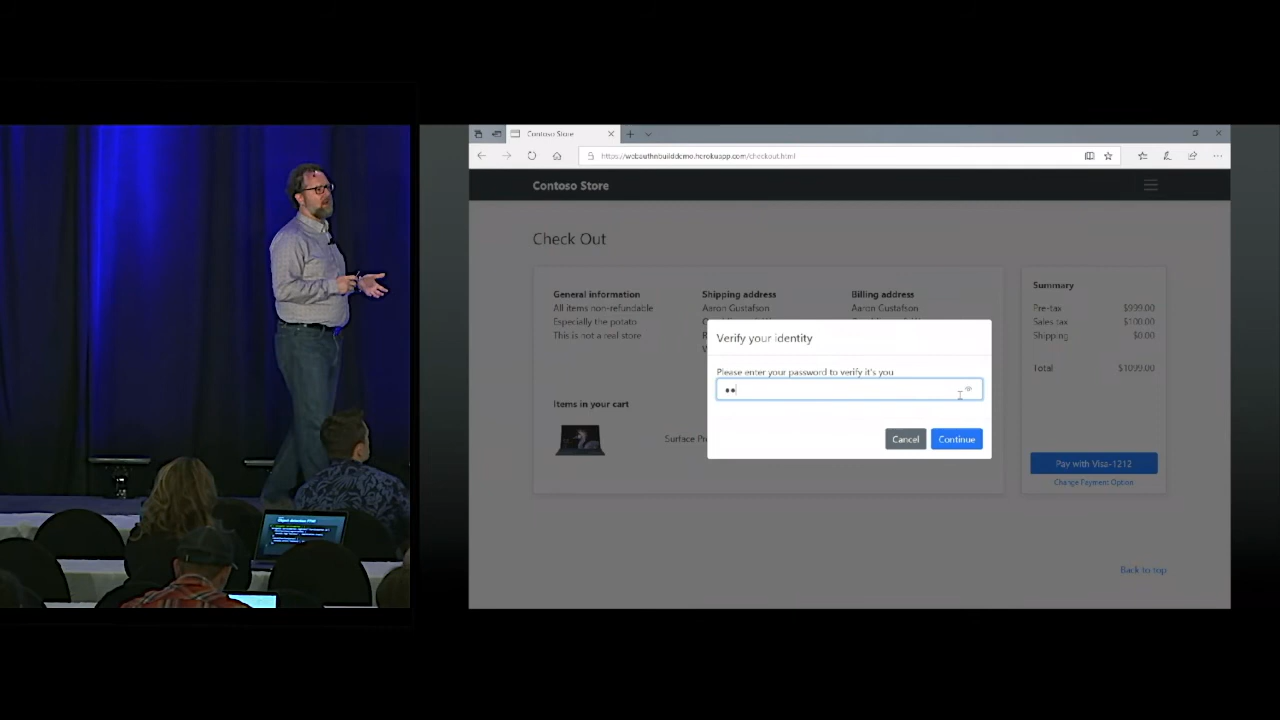 Contoso Store
https://webauthnbuilddemo.herokuapp.com/checkout.html
Contoso Store
Check Out
General information
All items non-refundable
Especially the potato
This is not a real store
Shipping address
Aaron Gustafson
Billing address
Aaron Gustafson
Verify your identity
Please enter your password to verify it's you
Cancel
Continue
Items in your cart
Surface Pr
Summary
Pre-tax $999.00
Sales tax $100.00
Shipping $0.00
Total $1099.00
Pay with Visa-1212
Change Payment Option
Back to top
Object detection